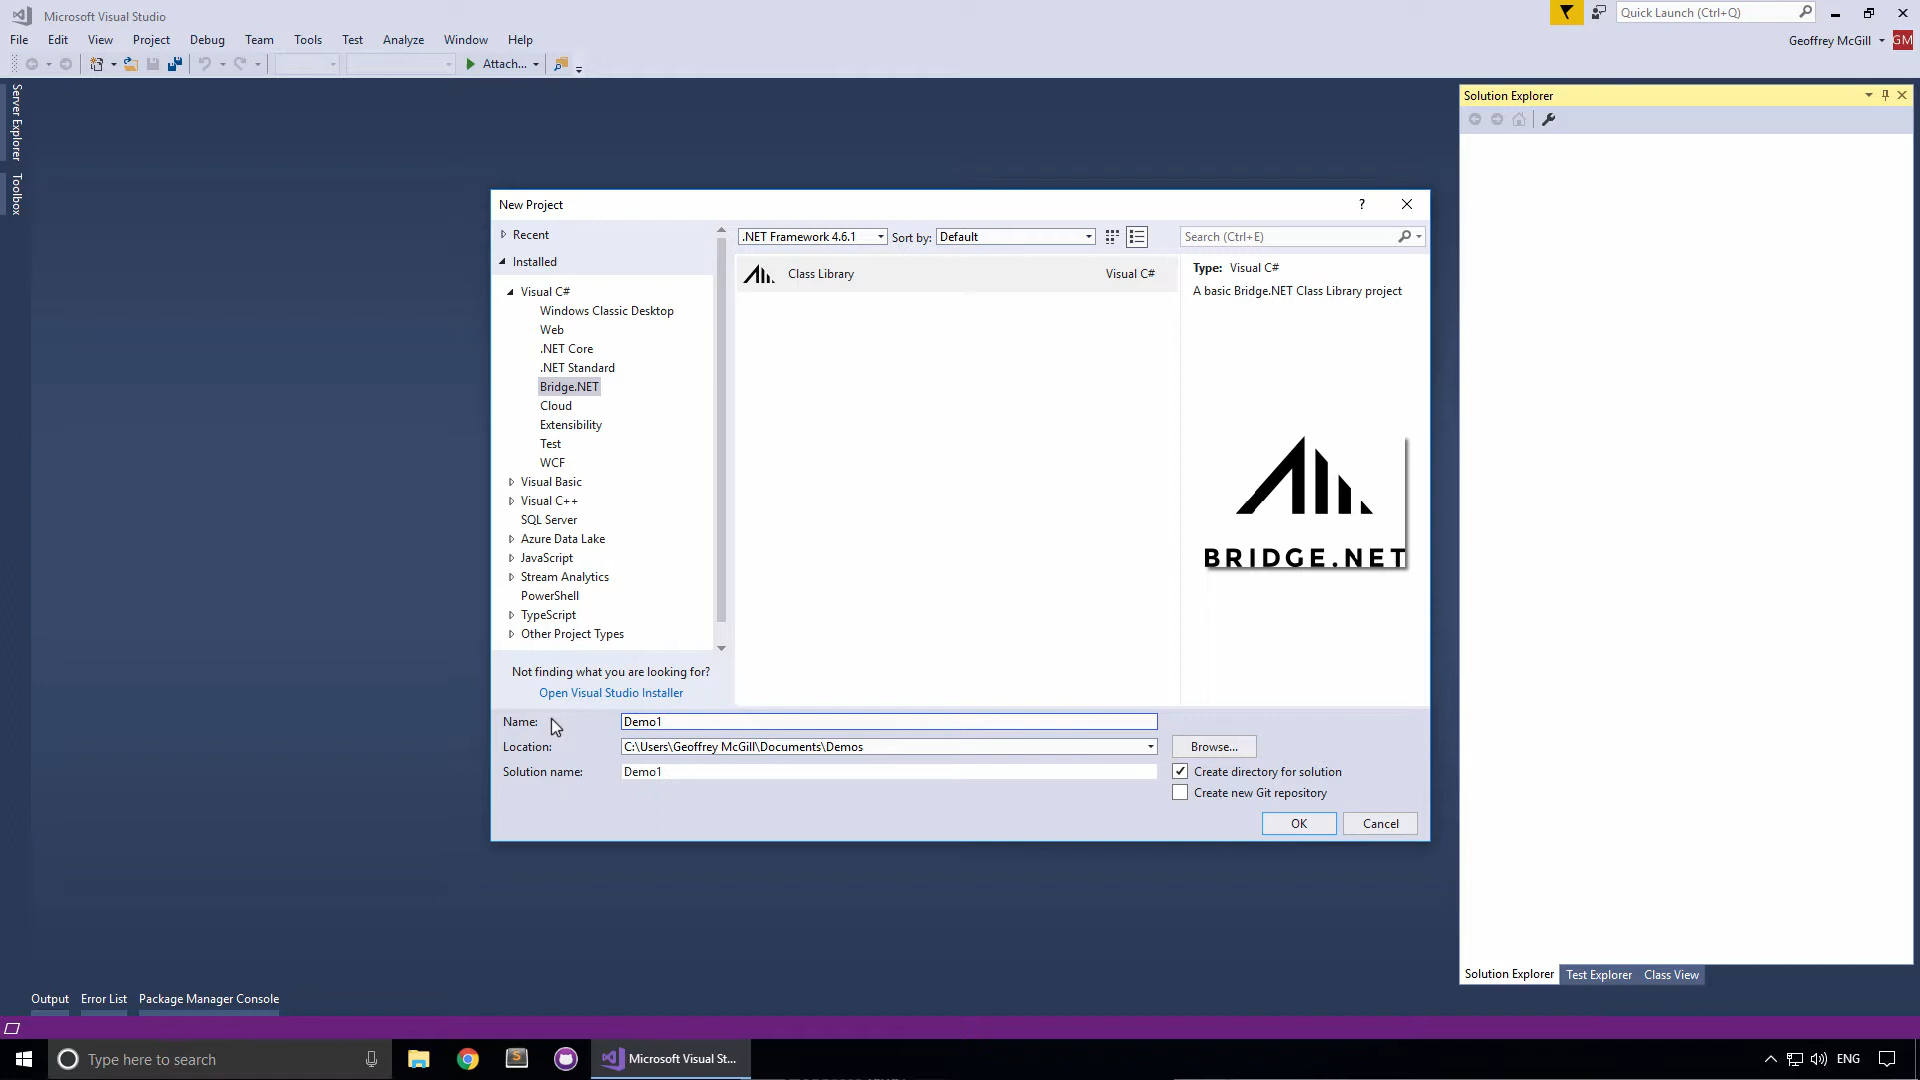 Microsoft Visual Studio
Quick Launch (Ctrl+Q)
File Edit View Project Debug Team Tools Test Analyze Window Help
Geoffrey McGill GM
Attach...
Server Explorer
Toolbox
Solution Explorer
New Project
?
Recent
.NET Framework 4.6.1
Sort by: Default
Search (Ctrl+E)
Installed
Class Library
Visual C#
Type: Visual C#
A basic Bridge.NET Class Library project
Visual C#
Windows Classic Desktop
Web
.NET Core
.NET Standard
Bridge.NET
Cloud
Extensibility
Test
WCF
Visual Basic
Visual C++
SQL Server
Azure Data Lake
JavaScript
Stream Analytics
PowerShell
TypeScript
Other Project Types
BRIDGE.NET
Not finding what you are looking for?
Open Visual Studio Installer
Name: Demo1
Location: C:\Users\Geoffrey McGill\Documents\Demos
Browse...
Solution name: Demo1
Create directory for solution
Create new Git repository
OK Cancel
Solution Explorer Test Explorer Class View
Output Error List Package Manager Console
Type here to search
S
Microsoft Visual St...
ENG